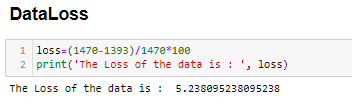 DataLoss
1 loss=(1470-1393)/1470*100
2 print('The Loss of the data is : ', loss)
The Loss of the data is :  5.238095238095238